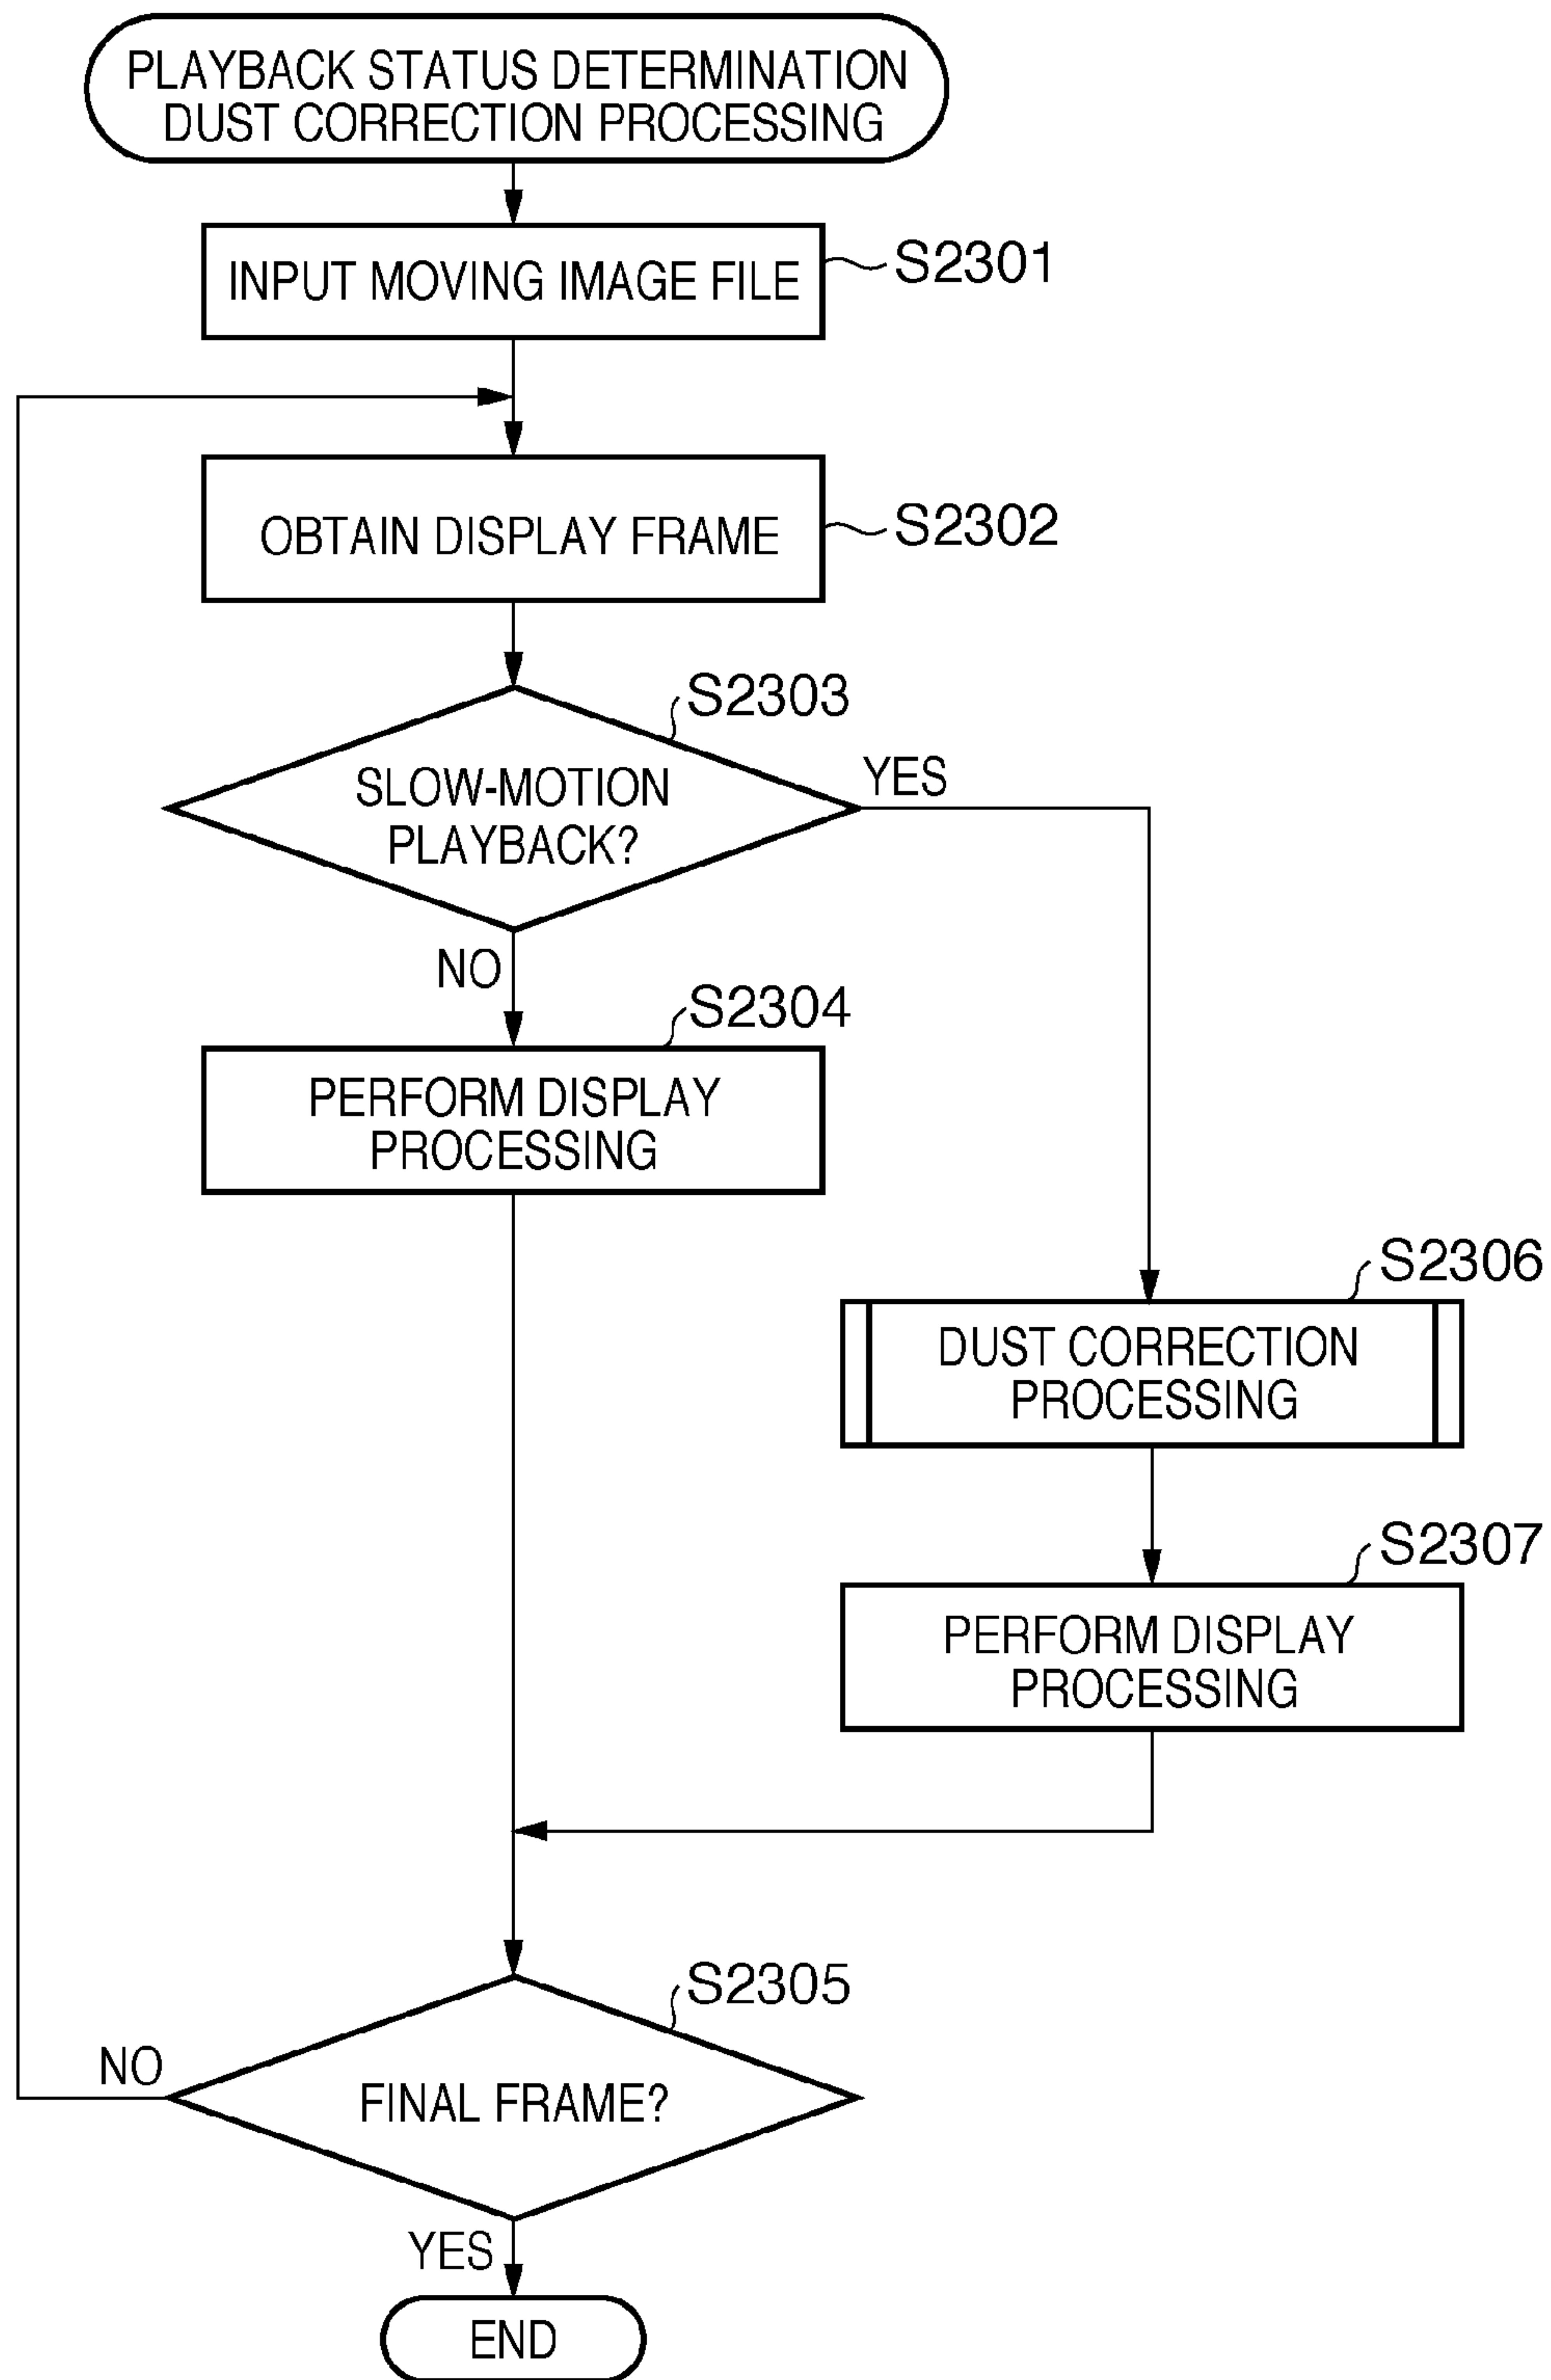 PLAYBACK STATUS DETERMINATION
DUST CORRECTION PROCESSING
INPUT MOVING IMAGE FILE
S2301
OBTAIN DISPLAY FRAME
S2302
S2303
SLOW-MOTION
PLAYBACK?
YES
NO
S2304
PERFORM DISPLAY
PROCESSING
S2306
DUST CORRECTION
PROCESSING
S2307
PERFORM DISPLAY
PROCESSING
S2305
NO
FINAL FRAME?
YES
END